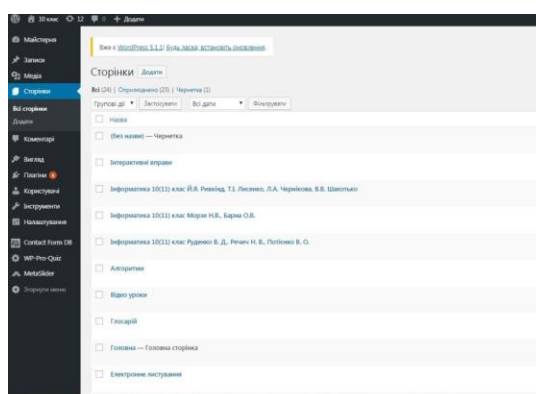 10 клас 12 0 + Додати
Майстерня
Записи
Медіа
Сторінки
Всі сторінки
Додати
Коментарі
Вигляд
Плагіни
Користувачі
Інструменти
Налаштування
Contact Form DB
WP-Pro-Quiz
MetaSlider
Згорнути меню
Вже є WordPress 5.1.1! Будь ласка, встановіть оновлення.
Сторінки Додати
Всі (24) | Оприлюднено (23) | Чернетка (1)
Групові дії Застосувати Всі дати Фільтрувати
Назва
(без назви) — Чернетка
Інтерактивні вправи
Інформатика 10(11) клас Й.Я. Ривкінд, Т.І. Лисенко, Л.А. Чернікова, В.В. Шакотько
Інформатика 10(11) клас Морзе Н.В., Барна О.В.
Інформатика 10(11) клас Руденко В. Д., Речич Н. В., Потієнко В. О.
Алгоритми
Відео уроки
Глосарій
Головна — Головна сторінка
Електронне листування